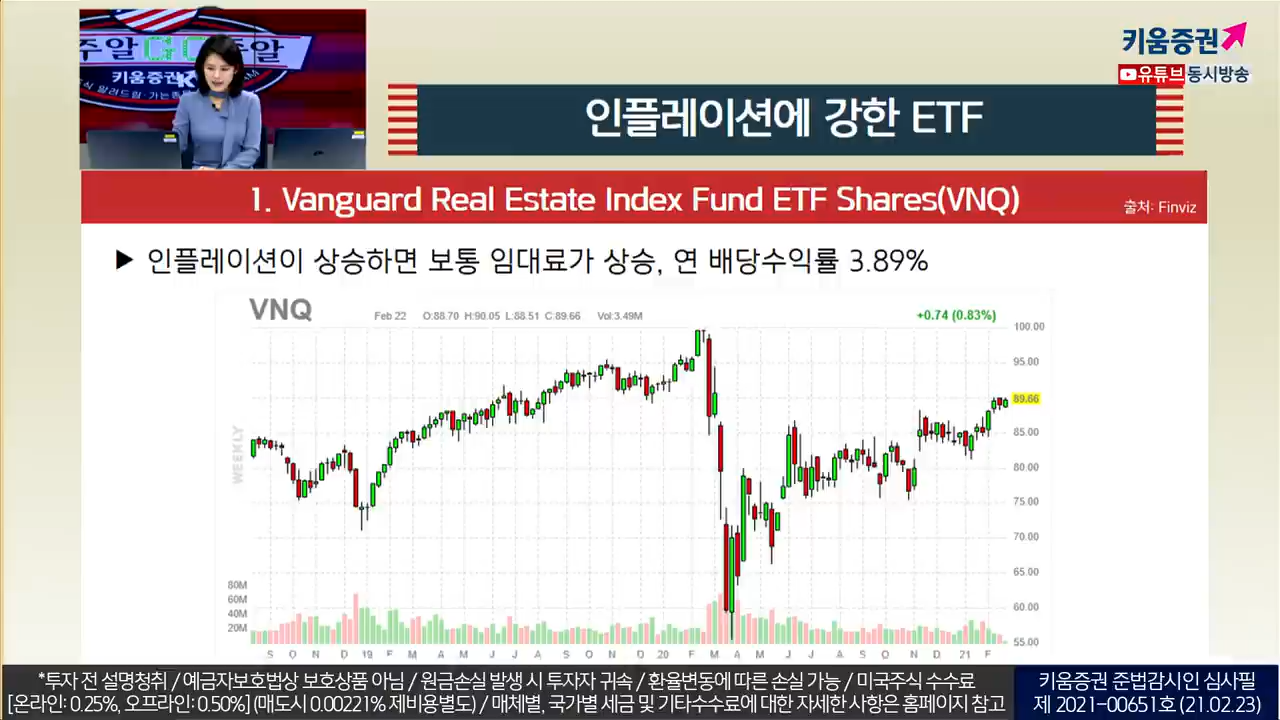 주알GO주알
키움증권K
키움증권
유튜브 동시방송
인플레이션에 강한 ETF
1. Vanguard Real Estate Index Fund ETF Shares(VNQ)
출처: Finviz
▶ 인플레이션이 상승하면 보통 임대료가 상승, 연 배당수익률 3.89%
VNQ
Feb 22 O:88.70 H:90.05 L:88.51 C:89.66 Vol:3.49M
+0.74 (0.83%)
100.00
95.00
89.66
85.00
80.00
75.00
70.00
65.00
60.00
55.00
WEEKLY
80M
60M
40M
20M
S O N D 19 F M A M J J A S O N D 20 F M A M J J A S O N D 21 F
*투자 전 설명청취 / 예금자보호법상 보호상품 아님 / 원금손실 발생 시 투자자 귀속 / 환율변동에 따른 손실 가능 / 미국주식 수수료
[온라인: 0.25%, 오프라인: 0.50%] (매도시 0.00221% 제비용별도) / 매체별, 국가별 세금 및 기타수수료에 대한 자세한 사항은 홈페이지 참고
키움증권 준법감시인 심사필
제 2021-00651호 (21.02.23)